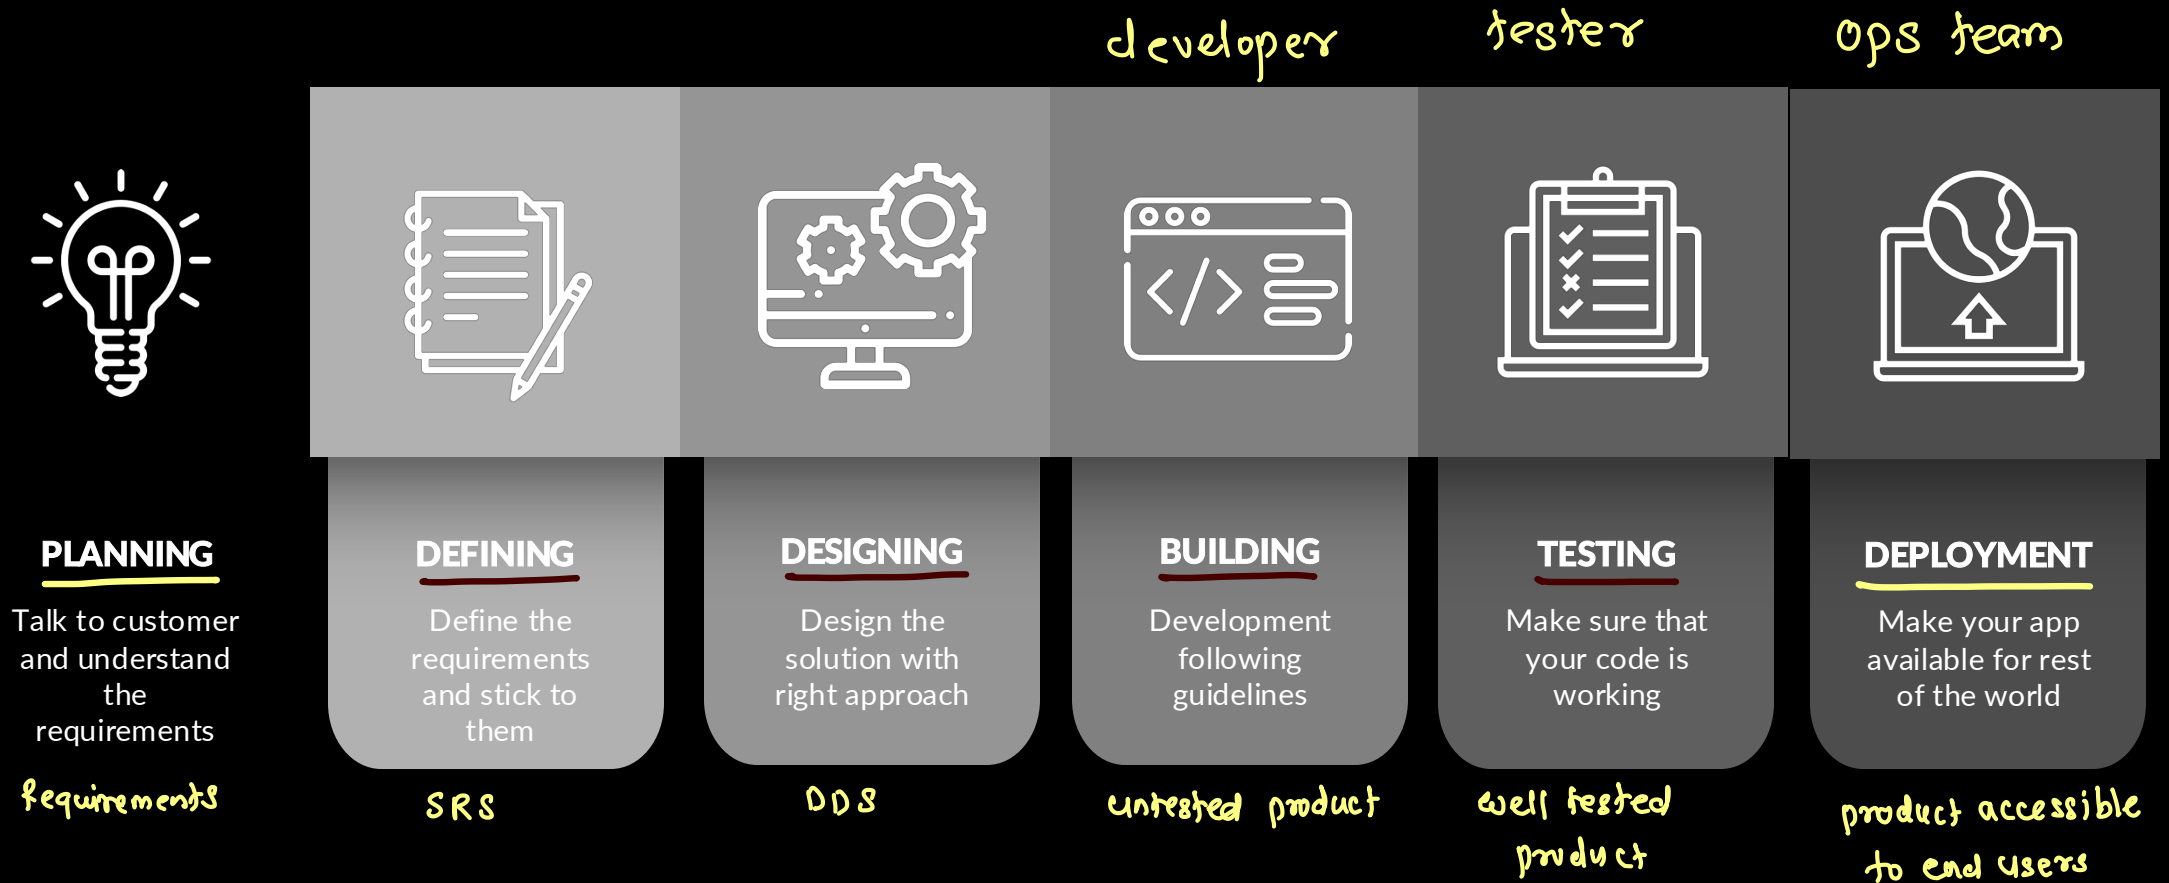 developer
tester
ops team
PLANNING
Talk to customer
and understand
the
requirements
Requirements
DEFINING
Define the
requirements
and stick to
them
SRS
DESIGNING
Design the
solution with
right approach
DDS
BUILDING
Development
following
guidelines
untested product
TESTING
Make sure that
your code is
working
well tested
product
DEPLOYMENT
Make your app
available for rest
of the world
product accessible
to end users